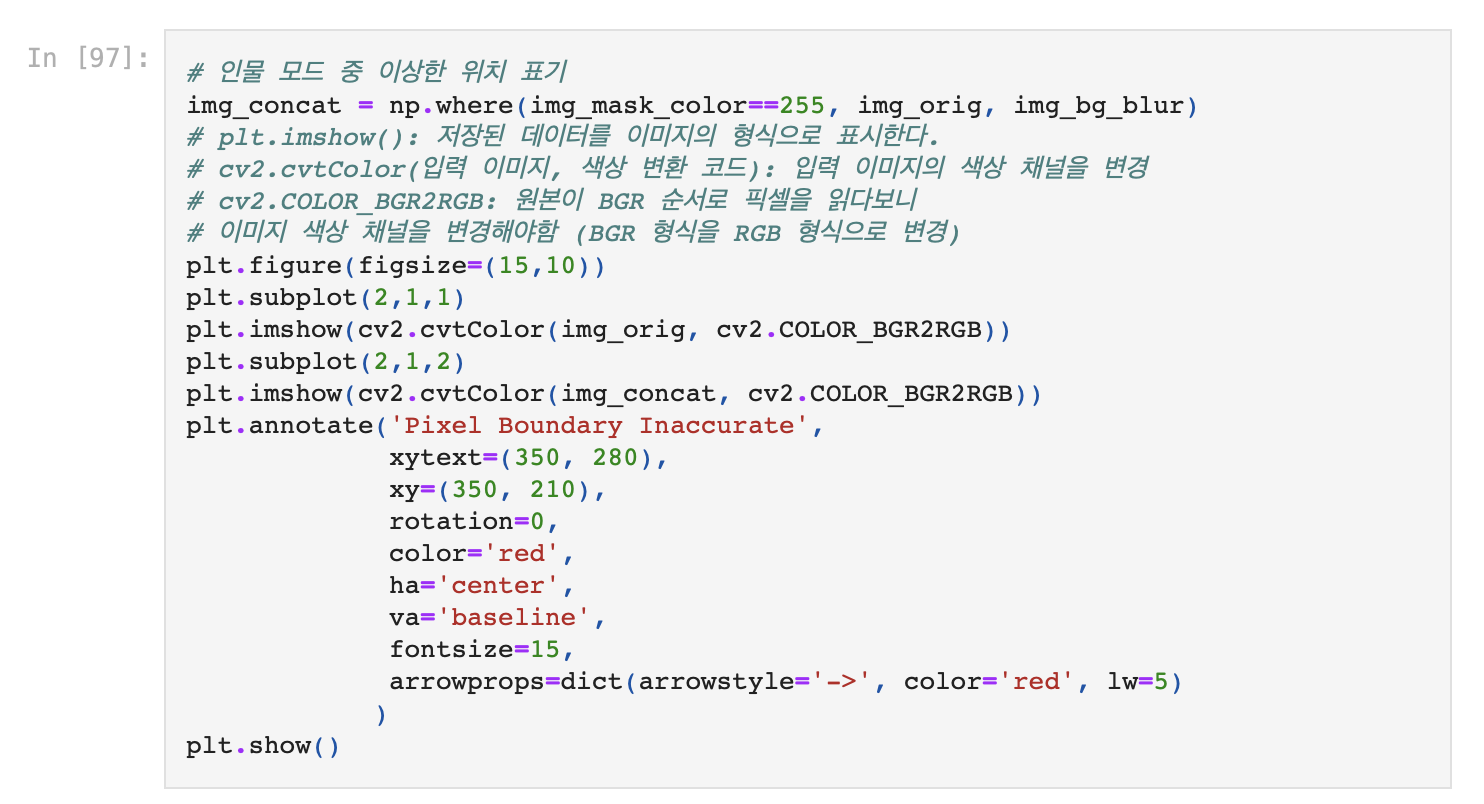 In [97]:
# 인물 모드 중 이상한 위치 표기
img_concat = np.where(img_mask_color==255, img_orig, img_bg_blur)
# plt.imshow(): 저장된 데이터를 이미지의 형식으로 표시한다.
# cv2.cvtColor(입력 이미지, 색상 변환 코드): 입력 이미지의 색상 채널을 변경
# cv2.COLOR_BGR2RGB: 원본이 BGR 순서로 픽셀을 읽다보니
# 이미지 색상 채널을 변경해야함 (BGR 형식을 RGB 형식으로 변경)
plt.figure(figsize=(15,10))
plt.subplot(2,1,1)
plt.imshow(cv2.cvtColor(img_orig, cv2.COLOR_BGR2RGB))
plt.subplot(2,1,2)
plt.imshow(cv2.cvtColor(img_concat, cv2.COLOR_BGR2RGB))
plt.annotate('Pixel Boundary Inaccurate',
             xytext=(350, 280),
             xy=(350, 210),
             rotation=0,
             color='red',
             ha='center',
             va='baseline',
             fontsize=15,
             arrowprops=dict(arrowstyle='->', color='red', lw=5)
            )
plt.show()